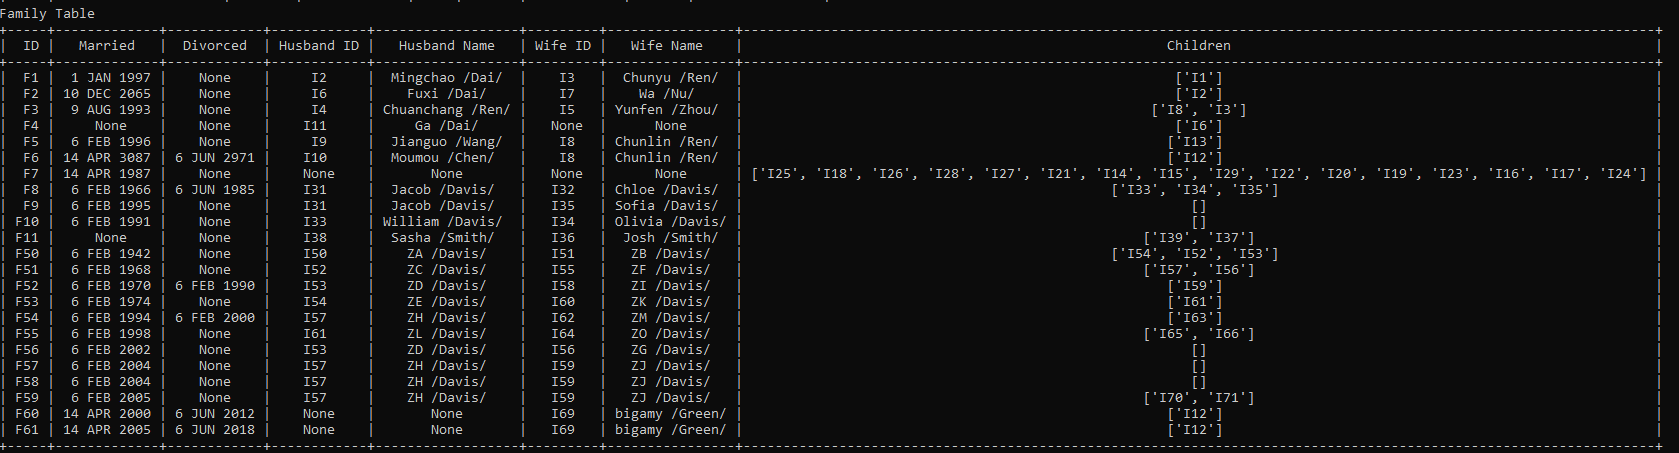 Family Table
| ID | Married | Divorced | Husband ID | Husband Name | Wife ID | Wife Name | Children |
| F1 | 1 JAN 1997 | None | I2 | Mingchao /Dai/ | I3 | Chunyu /Ren/ | ['I1'] |
| F2 | 10 DEC 2065 | None | I6 | Fuxi /Dai/ | I7 | Wa /Nu/ | ['I2'] |
| F3 | 9 AUG 1993 | None | I4 | Chuanchang /Ren/ | I5 | Yunfen /Zhou/ | ['I8', 'I3'] |
| F4 | None | None | I11 | Ga /Dai/ | None | None | ['I6'] |
| F5 | 6 FEB 1996 | None | I9 | Jianguo /Wang/ | I8 | Chunlin /Ren/ | ['I13'] |
| F6 | 14 APR 3087 | 6 JUN 2971 | I10 | Moumou /Chen/ | I8 | Chunlin /Ren/ | ['I12'] |
| F7 | 14 APR 1987 | None | None | None | None | None | ['I25', 'I18', 'I26', 'I28', 'I27', 'I21', 'I14', 'I15', 'I29', 'I22', 'I20', 'I19', 'I23', 'I16', 'I17', 'I24'] |
| F8 | 6 FEB 1966 | 6 JUN 1985 | I31 | Jacob /Davis/ | I32 | Chloe /Davis/ | ['I33', 'I34', 'I35'] |
| F9 | 6 FEB 1995 | None | I31 | Jacob /Davis/ | I35 | Sofia /Davis/ | [] |
| F10 | 6 FEB 1991 | None | I33 | William /Davis/ | I34 | Olivia /Davis/ | [] |
| F11 | None | None | I38 | Sasha /Smith/ | I36 | Josh /Smith/ | ['I39', 'I37'] |
| F50 | 6 FEB 1942 | None | I50 | ZA /Davis/ | I51 | ZB /Davis/ | ['I54', 'I52', 'I53'] |
| F51 | 6 FEB 1968 | None | I52 | ZC /Davis/ | I55 | ZF /Davis/ | ['I57', 'I56'] |
| F52 | 6 FEB 1970 | 6 FEB 1990 | I53 | ZD /Davis/ | I58 | ZI /Davis/ | ['I59'] |
| F53 | 6 FEB 1974 | None | I54 | ZE /Davis/ | I60 | ZK /Davis/ | ['I61'] |
| F54 | 6 FEB 1994 | 6 FEB 2000 | I57 | ZH /Davis/ | I62 | ZM /Davis/ | ['I63'] |
| F55 | 6 FEB 1998 | None | I61 | ZL /Davis/ | I64 | ZO /Davis/ | ['I65', 'I66'] |
| F56 | 6 FEB 2002 | None | I53 | ZD /Davis/ | I56 | ZG /Davis/ | [] |
| F57 | 6 FEB 2004 | None | I57 | ZH /Davis/ | I59 | ZJ /Davis/ | [] |
| F58 | 6 FEB 2004 | None | I57 | ZH /Davis/ | I59 | ZJ /Davis/ | [] |
| F59 | 6 FEB 2005 | None | I57 | ZH /Davis/ | I59 | ZJ /Davis/ | ['I70', 'I71'] |
| F60 | 14 APR 2000 | 6 JUN 2012 | None | None | I69 | bigamy /Green/ | ['I12'] |
| F61 | 14 APR 2005 | 6 JUN 2018 | None | None | I69 | bigamy /Green/ | ['I12'] |